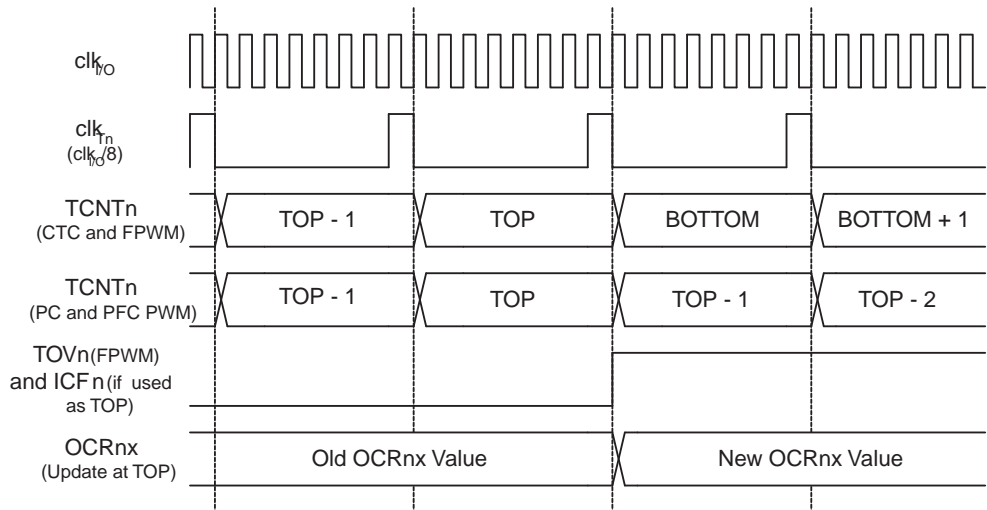 clkI/O
clkTn
(clkI/O/8)
TCNTn
(CTC and FPWM)
TOP - 1 TOP BOTTOM BOTTOM + 1
TCNTn
(PC and PFC PWM)
TOP - 1 TOP TOP - 1 TOP - 2
TOVn (FPWM)
and ICFn (if used
as TOP)
OCRnx
(Update at TOP)
Old OCRnx Value New OCRnx Value